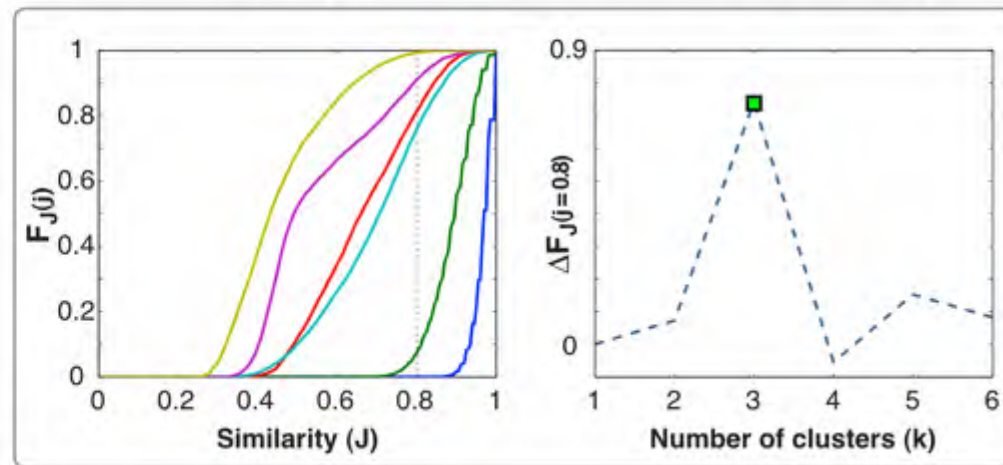 1
0.8
0.6
0.4
0.2
0
F_J(j)
0 0.2 0.4 0.6 0.8 1
Similarity (J)
0.9
0
ΔF_J(j=0.8)
1 2 3 4 5 6
Number of clusters (k)